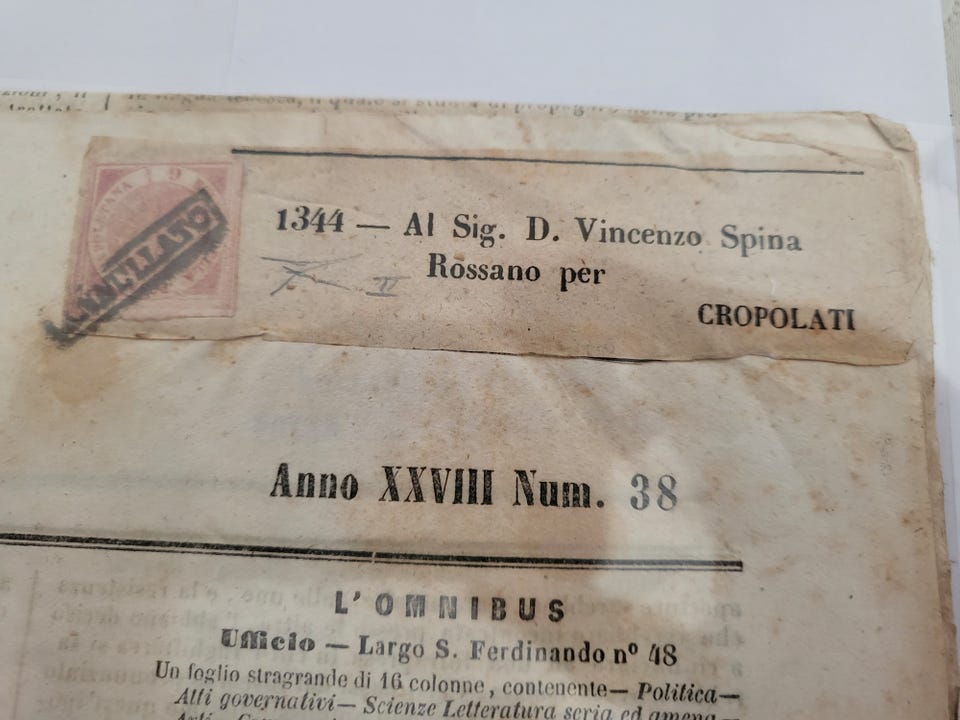 1344 — Al Sig. D. Vincenzo Spina
Rossano per
CROPOLATI
ANNULLATO
Anno XXVIII Num. 38
L'OMNIBUS
Ufficio — Largo S. Ferdinando nº 48
Un foglio stragrande di 16 colonne, contenente — Politica —
Atti governativi — Scienze Letteratura seria ed amena —